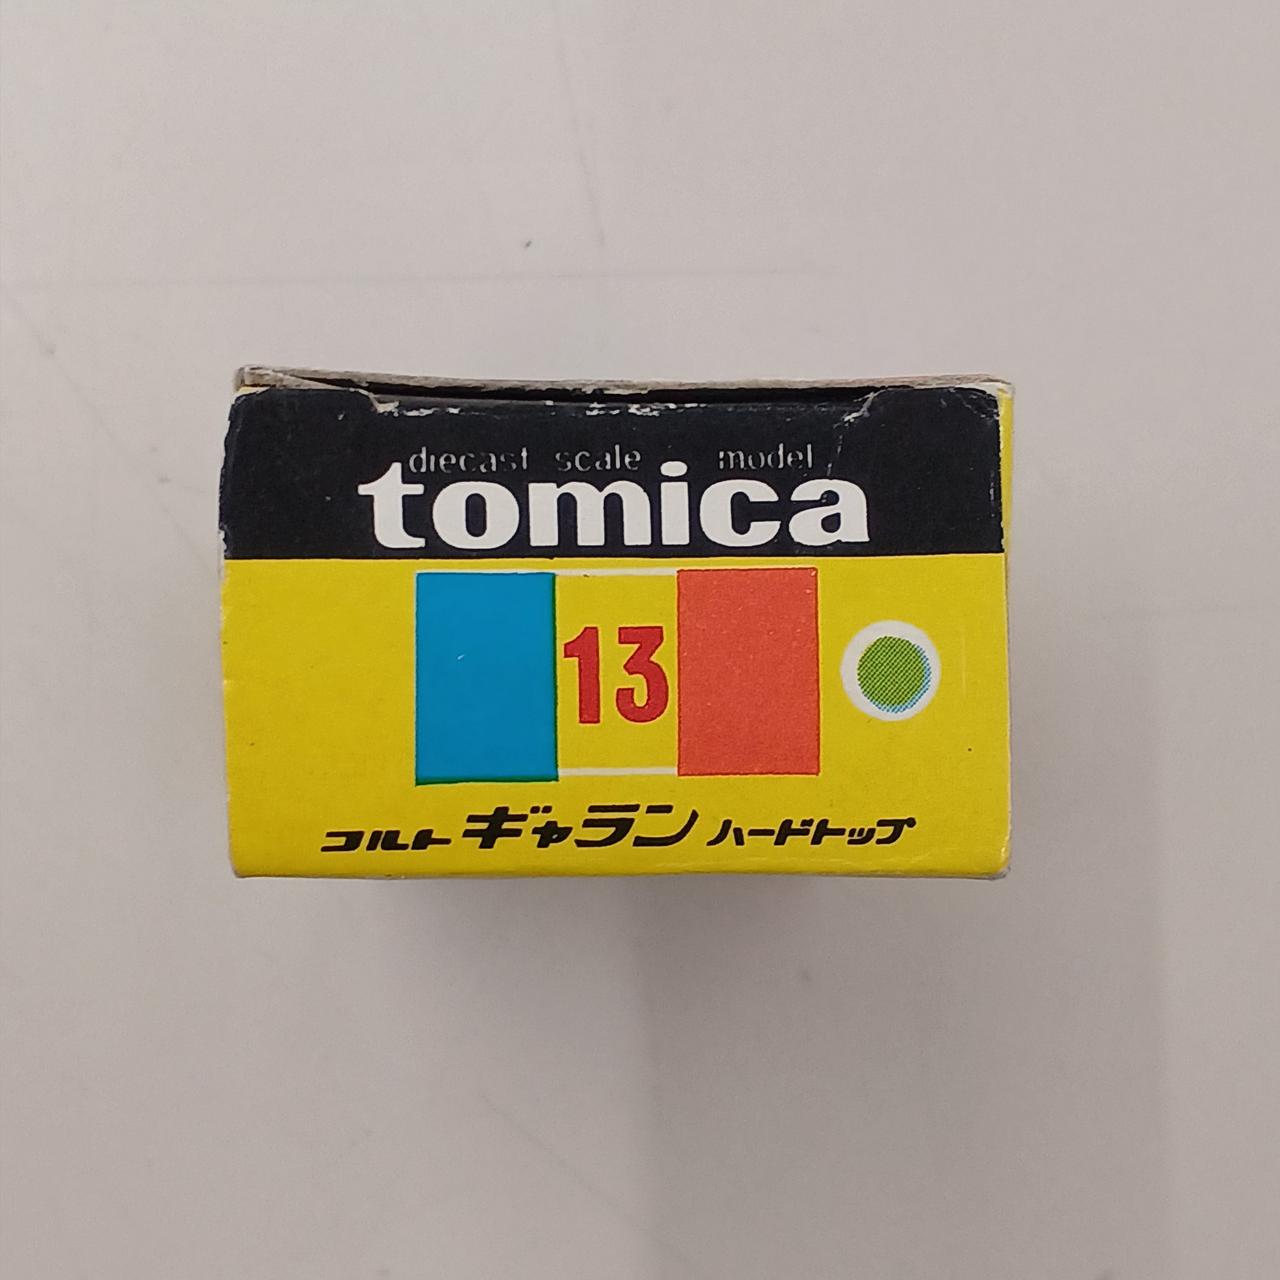 diecast scale model
tomica
13
コルトギャランハードトップ